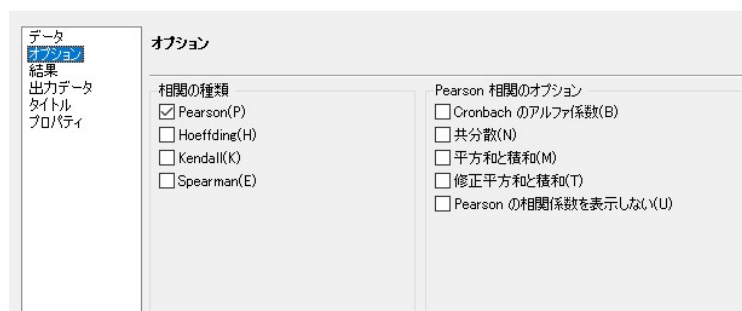 データ
オプション
結果
出力データ
タイトル
プロパティ
オプション
相関の種類
Pearson(P)
Hoeffding(H)
Kendall(K)
Spearman(E)
Pearson 相関のオプション
Cronbach のアルファ係数(B)
共分散(N)
平方和と積和(M)
修正平方和と積和(T)
Pearson の相関係数を表示しない(U)